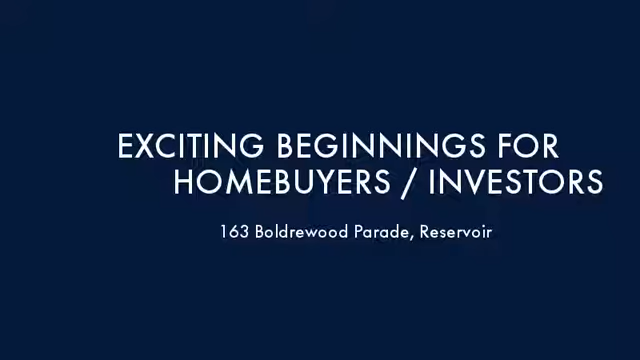 EXCITING BEGINNINGS FOR
HOMEBUYERS / INVESTORS
163 Boldrewood Parade, Reservoir